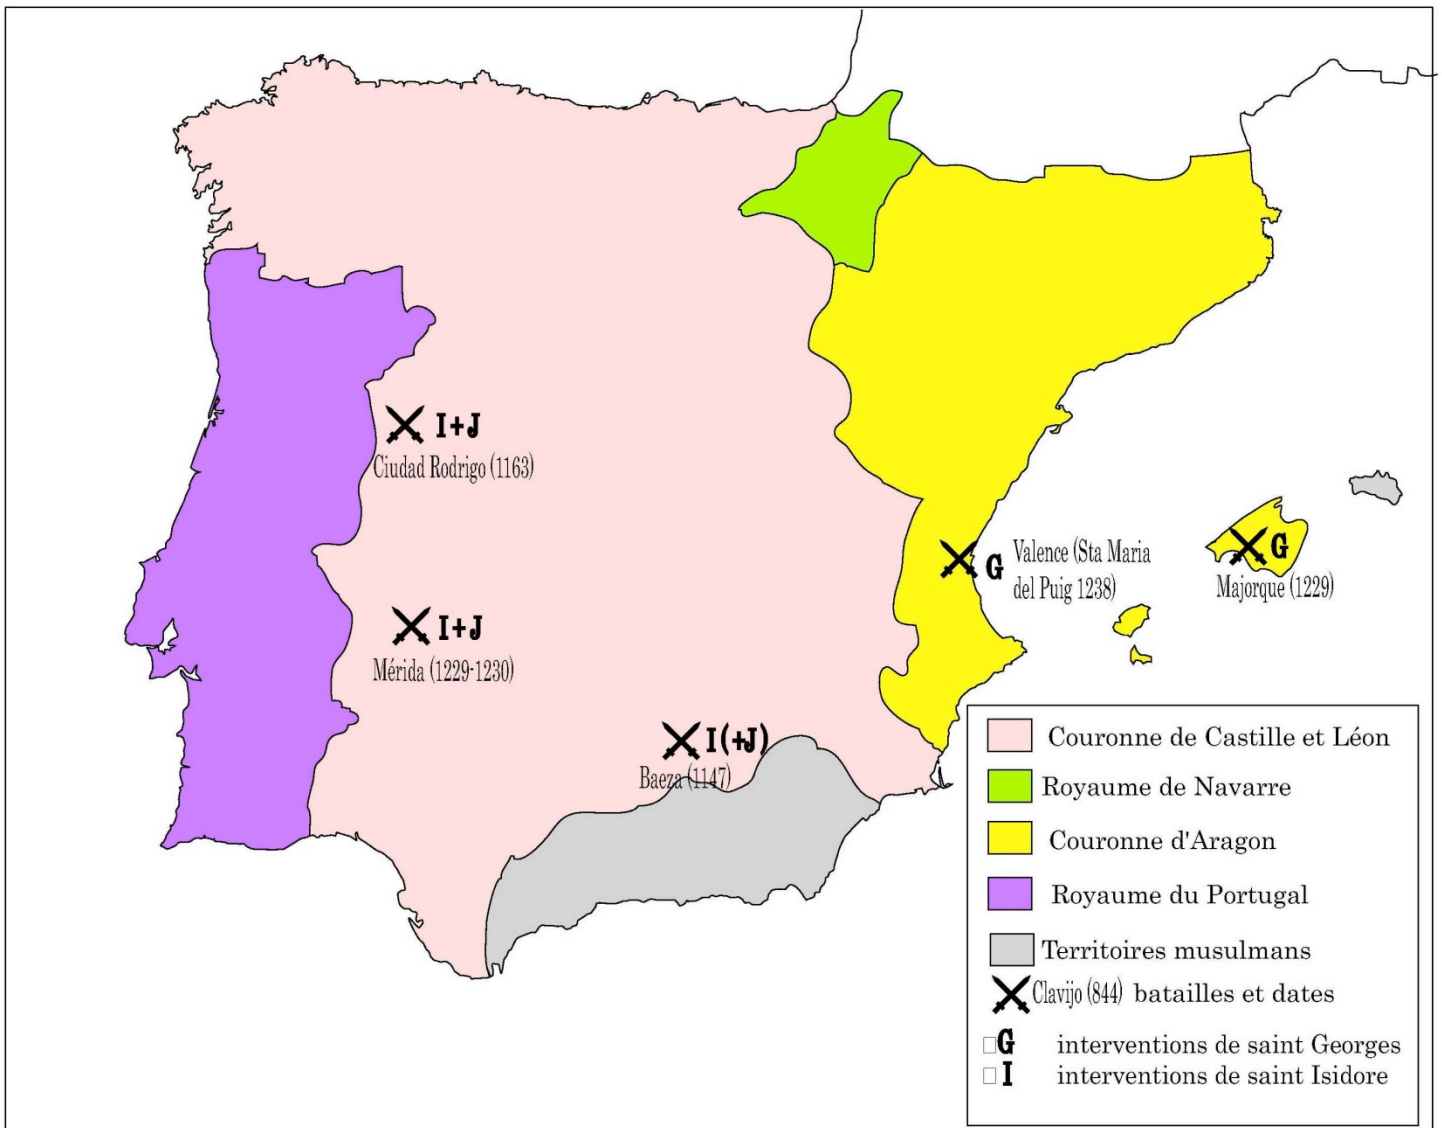 I+J
Ciudad Rodrigo (1163)
G
Valence (Sta Maria
del Puig 1238)
G
Majorque (1229)
I+J
Mérida (1229-1230)
I(+J)
Baeza (1147)
Couronne de Castille et Léon
Royaume de Navarre
Couronne d'Aragon
Royaume du Portugal
Territoires musulmans
Clavijo (844) batailles et dates
G interventions de saint Georges
I interventions de saint Isidore